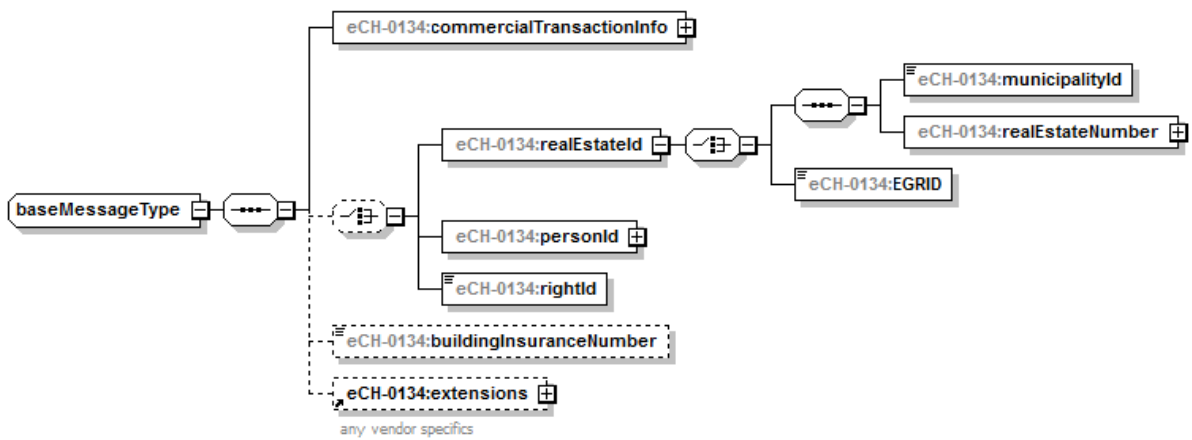 eCH-0134:commercialTransactionInfo
eCH-0134:municipalityId
eCH-0134:realEstateId
eCH-0134:realEstateNumber
eCH-0134:EGRID
baseMessageType
eCH-0134:personId
eCH-0134:rightId
eCH-0134:buildingInsuranceNumber
eCH-0134:extensions
any vendor specifics